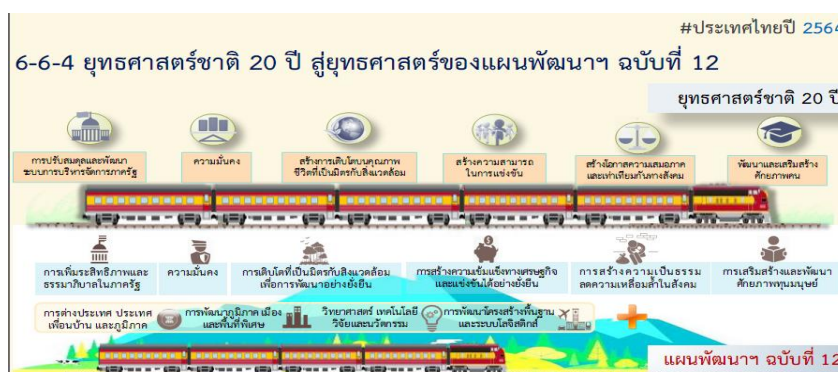 #ประเทศไทยปี 2564
6-6-4 ยุทธศาสตร์ชาติ 20 ปี สู่ยุทธศาสตร์ของแผนพัฒนาฯ ฉบับที่ 12
ยุทธศาสตร์ชาติ 20 ปี
การปรับสมดุลและพัฒนา
ระบบการบริหารจัดการภาครัฐ
ความมั่นคง
สร้างการเติบโตบนคุณภาพ
ชีวิตที่เป็นมิตรกับสิ่งแวดล้อม
สร้างความสามารถ
ในการแข่งขัน
สร้างโอกาสความเสมอภาค
และเท่าเทียมกันทางสังคม
พัฒนาและเสริมสร้าง
ศักยภาพคน
การเพิ่มประสิทธิภาพและ
ธรรมาภิบาลในภาครัฐ
ความมั่นคง
การเติบโตที่เป็นมิตรกับสิ่งแวดล้อม
เพื่อการพัฒนาอย่างยั่งยืน
การสร้างความเข้มแข็งทางเศรษฐกิจ
และแข่งขันได้อย่างยั่งยืน
การสร้างความเป็นธรรม
ลดความเหลื่อมล้ำในสังคม
การเสริมสร้างและพัฒนา
ศักยภาพทุนมนุษย์
การต่างประเทศ ประเทศ
เพื่อนบ้าน และภูมิภาค
การพัฒนาภูมิภาค เมือง
และพื้นที่พิเศษ
วิทยาศาสตร์ เทคโนโลยี
วิจัยและนวัตกรรม
การพัฒนาโครงสร้างพื้นฐาน
และระบบโลจิสติกส์
แผนพัฒนาฯ ฉบับที่ 12